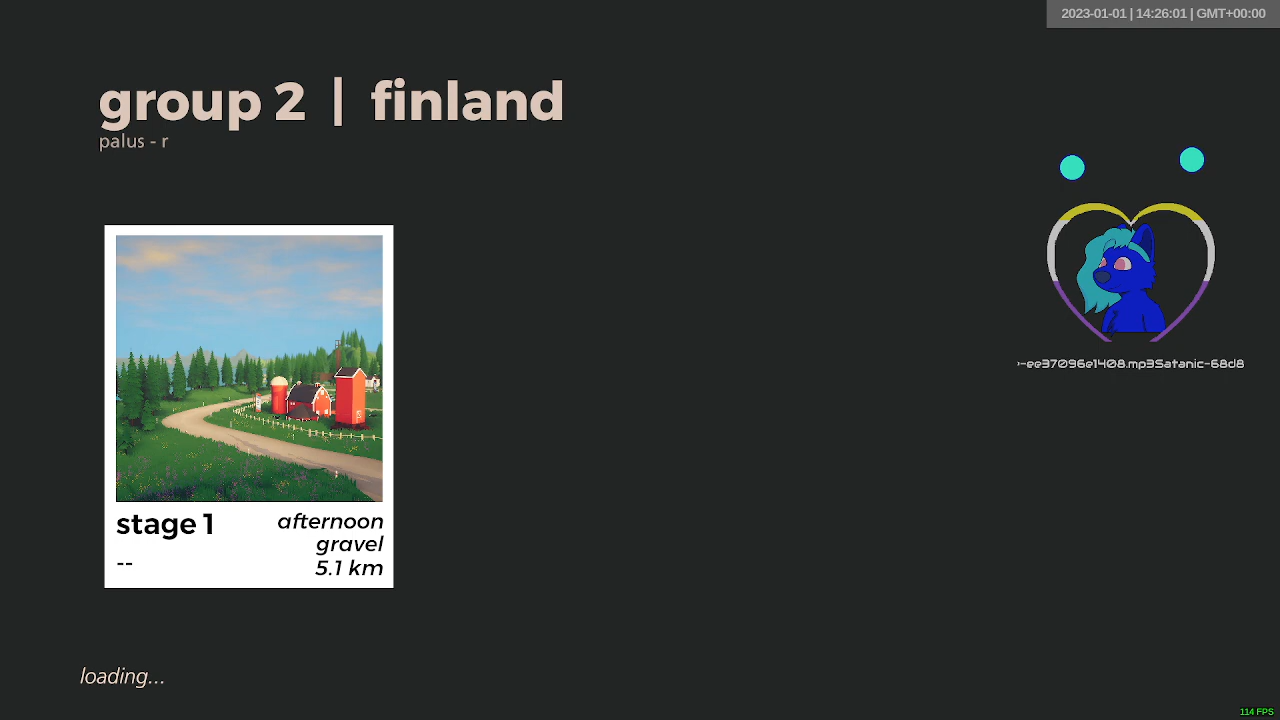 2023-01-01 | 14:26:01 | GMT+00:00
group 2 | finland
palus - r
-ee37096e1408.mp3Satanic-68d8
stage 1
--
afternoon
gravel
5.1 km
loading...
114 FPS